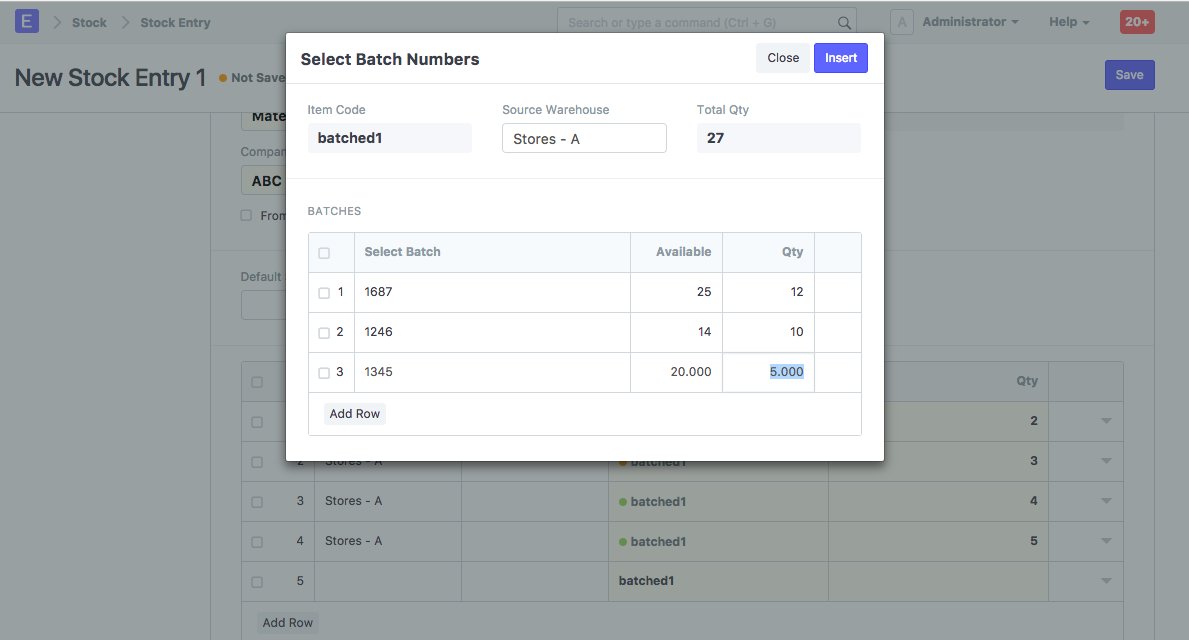 E Stock Stock Entry Search or type a command (Ctrl + G) A Administrator Help 20+
New Stock Entry 1 Not Save Save
Select Batch Numbers Close Insert
Item Code Source Warehouse Total Qty
batched1 Stores - A 27
Mate
Compan
ABC
From
Default
BATCHES
Select Batch Available Qty
1 1687 25 12
2 1246 14 10
3 1345 20.000 5.000
Add Row
Qty
2
2 Stores - A batched1 3
3 Stores - A batched1 4
4 Stores - A batched1 5
5 batched1
Add Row